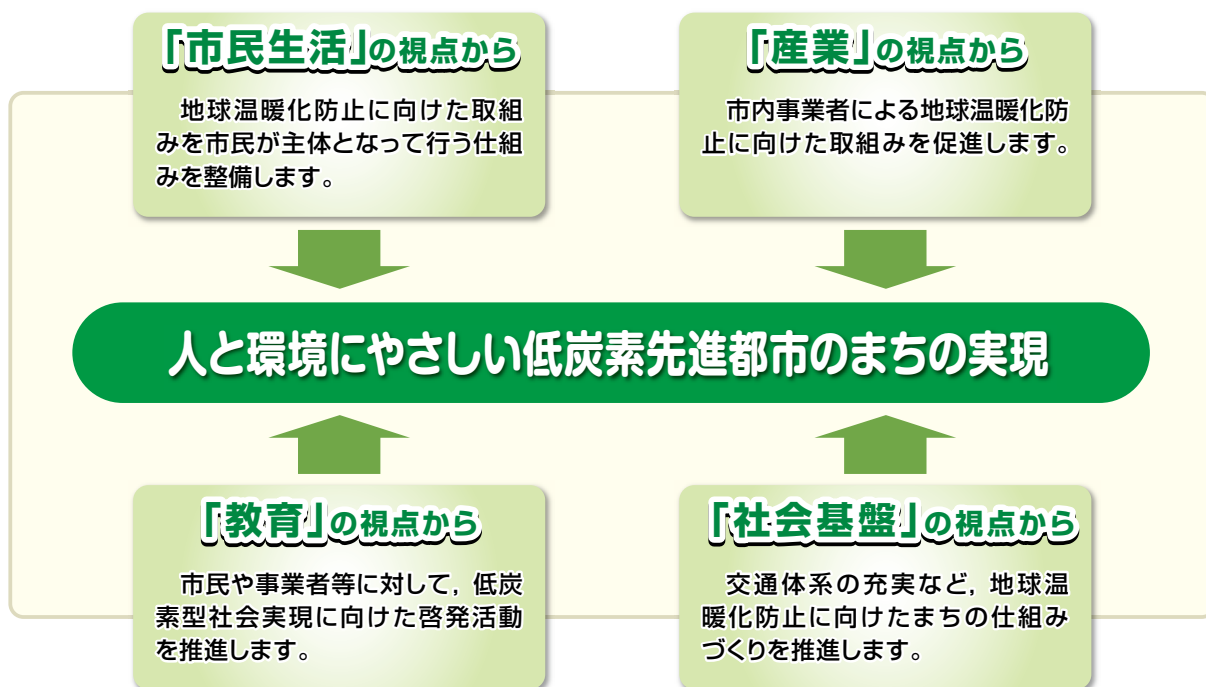 「市民生活」の視点から
地球温暖化防止に向けた取組
みを市民が主体となって行う仕組
みを整備します。
「産業」の視点から
市内事業者による地球温暖化防
止に向けた取組みを促進します。
人と環境にやさしい低炭素先進都市のまちの実現
「教育」の視点から
市民や事業者等に対して，低炭
素型社会実現に向けた啓発活動
を推進します。
「社会基盤」の視点から
交通体系の充実など，地球温
暖化防止に向けたまちの仕組み
づくりを推進します。